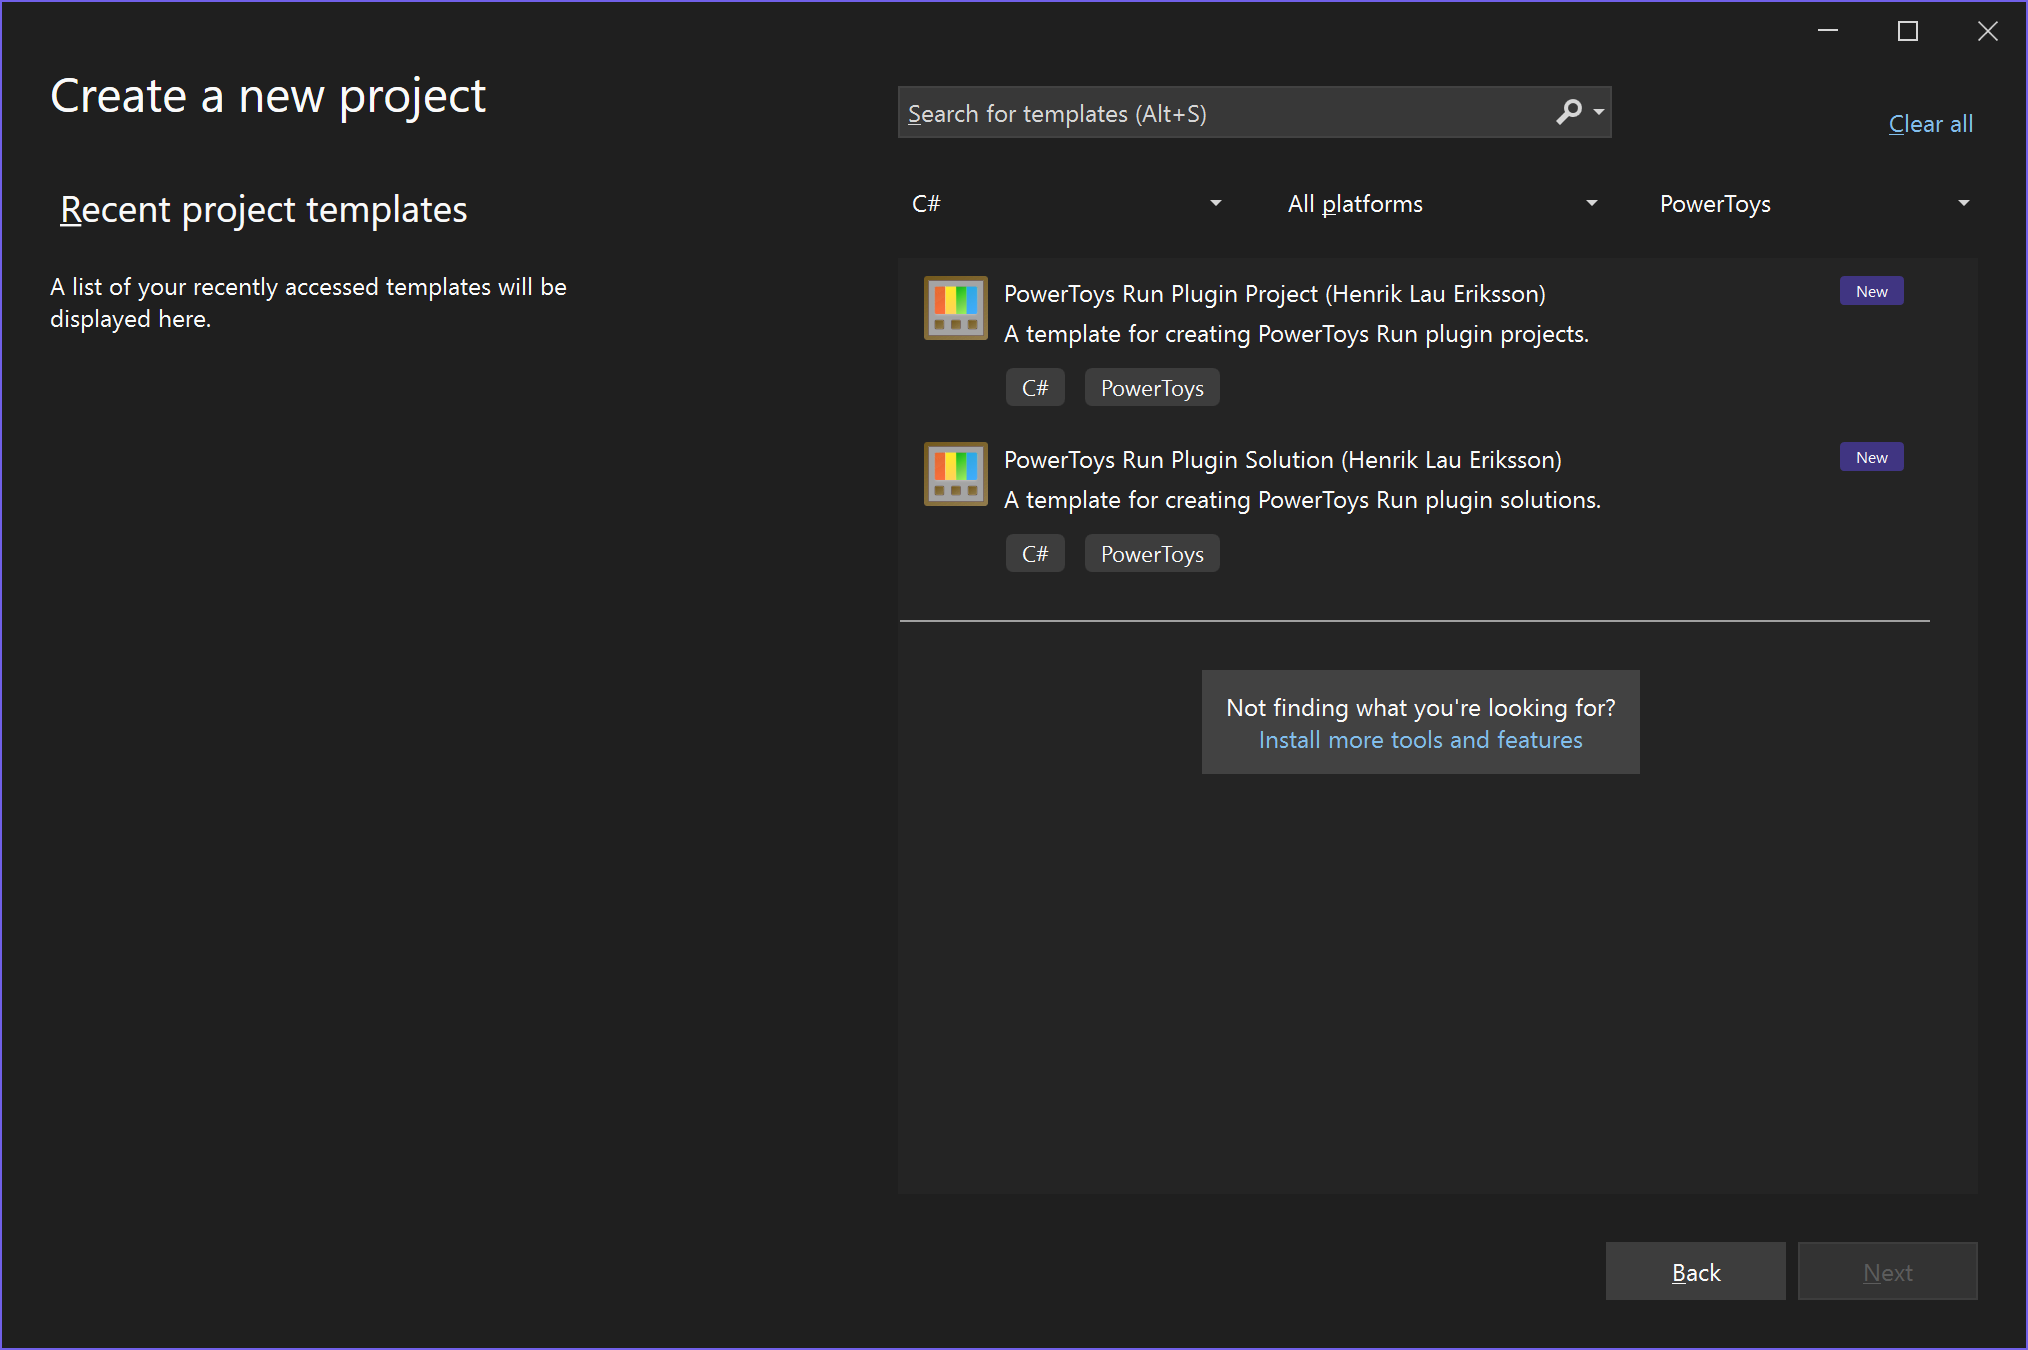 Create a new project
Search for templates (Alt+S)
Clear all
Recent project templates
A list of your recently accessed templates will be
displayed here.
C#
All platforms
PowerToys
PowerToys Run Plugin Project (Henrik Lau Eriksson)
New
A template for creating PowerToys Run plugin projects.
C#
PowerToys
PowerToys Run Plugin Solution (Henrik Lau Eriksson)
New
A template for creating PowerToys Run plugin solutions.
C#
PowerToys
Not finding what you're looking for?
Install more tools and features
Back
Next